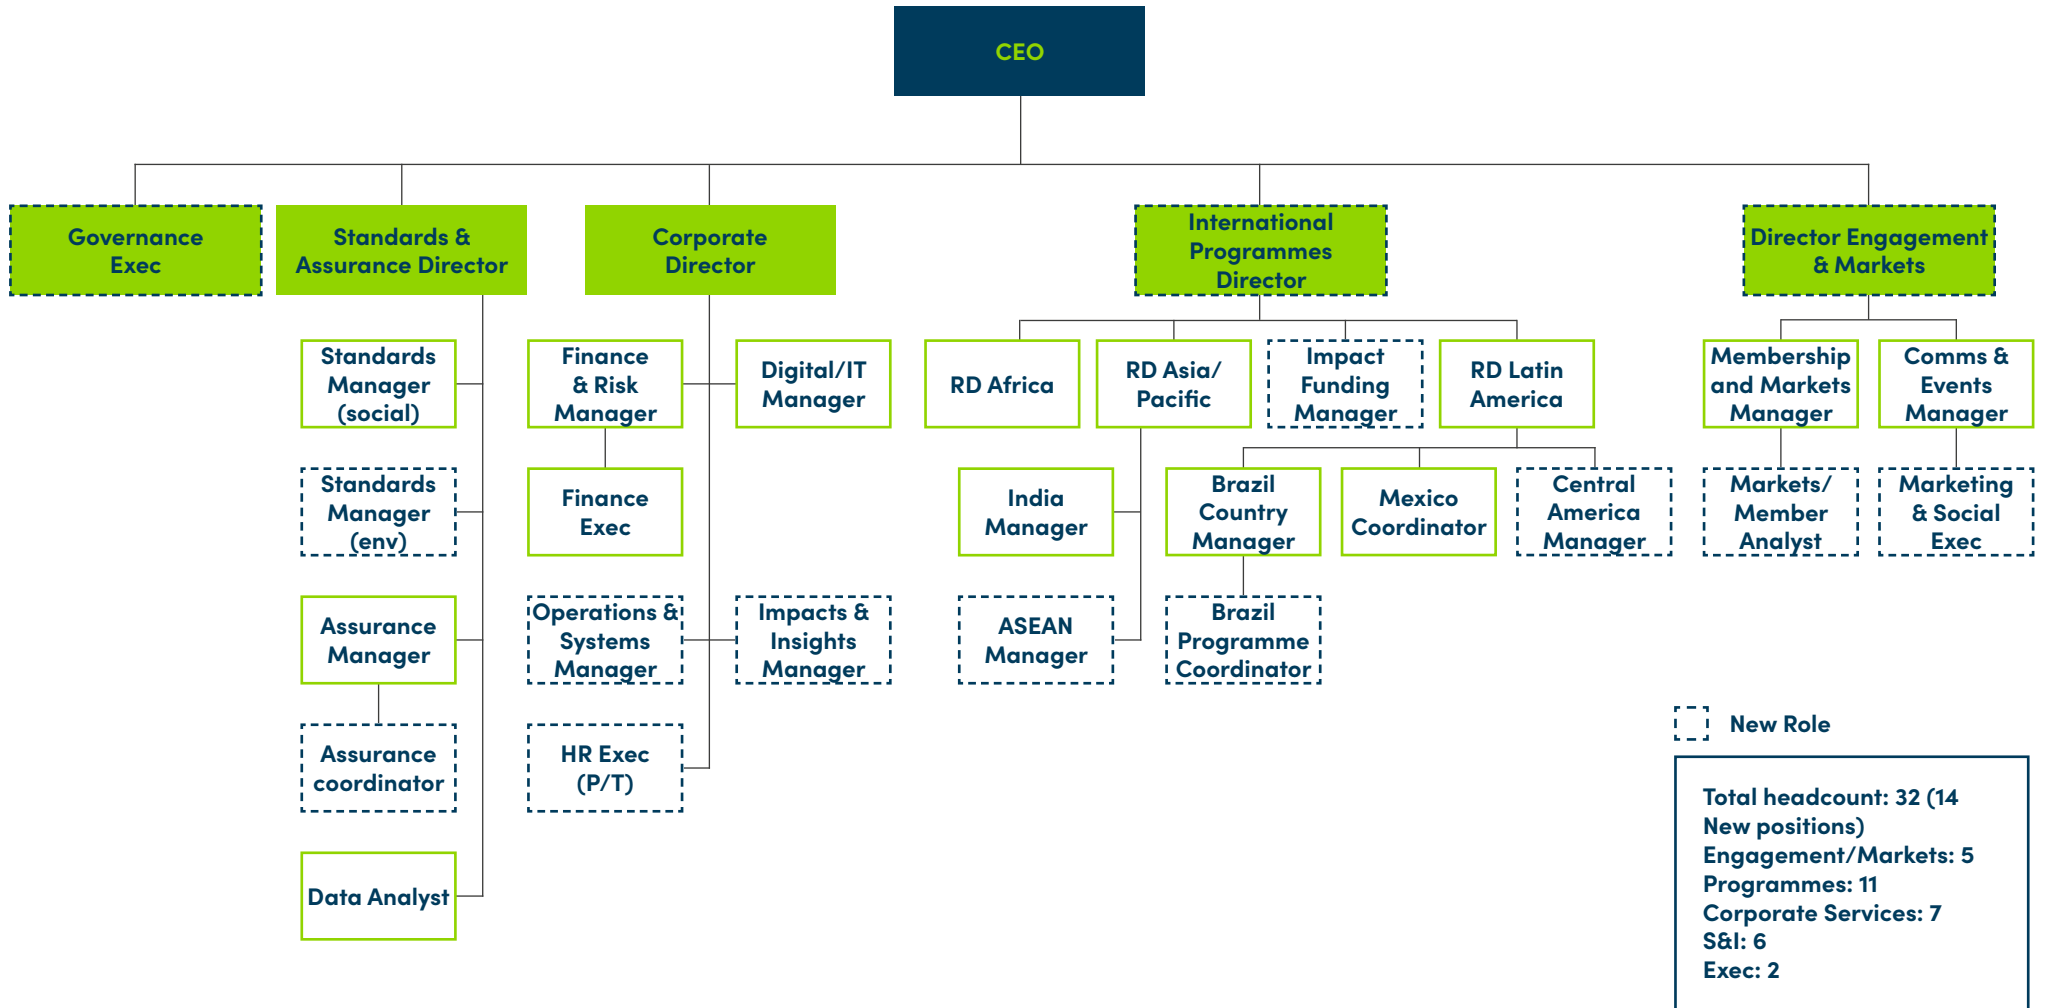 CEO
Governance
Exec
Standards &
Assurance Director
Corporate
Director
International
Programmes
Director
Director Engagement
& Markets
Standards
Manager
(social)
Finance
& Risk
Manager
Digital/IT
Manager
RD Africa
RD Asia/
Pacific
Impact
Funding
Manager
RD Latin
America
Membership
and Markets
Manager
Comms &
Events
Manager
Standards
Manager
(env)
Finance
Exec
India
Manager
Brazil
Country
Manager
Mexico
Coordinator
Central
America
Manager
Markets/
Member
Analyst
Marketing
& Social
Exec
Assurance
Manager
Operations &
Systems
Manager
Impacts &
Insights
Manager
ASEAN
Manager
Brazil
Programme
Coordinator
Assurance
coordinator
HR Exec
(P/T)
Data Analyst
New Role
Total headcount: 32 (14
New positions)
Engagement/Markets: 5
Programmes: 11
Corporate Services: 7
S&I: 6
Exec: 2